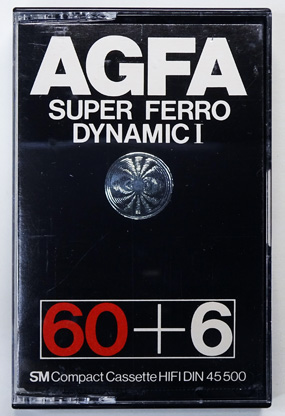 AGFA
SUPER FERRO
DYNAMIC I
60+6
SM Compact Cassette HIFI DIN 45 500